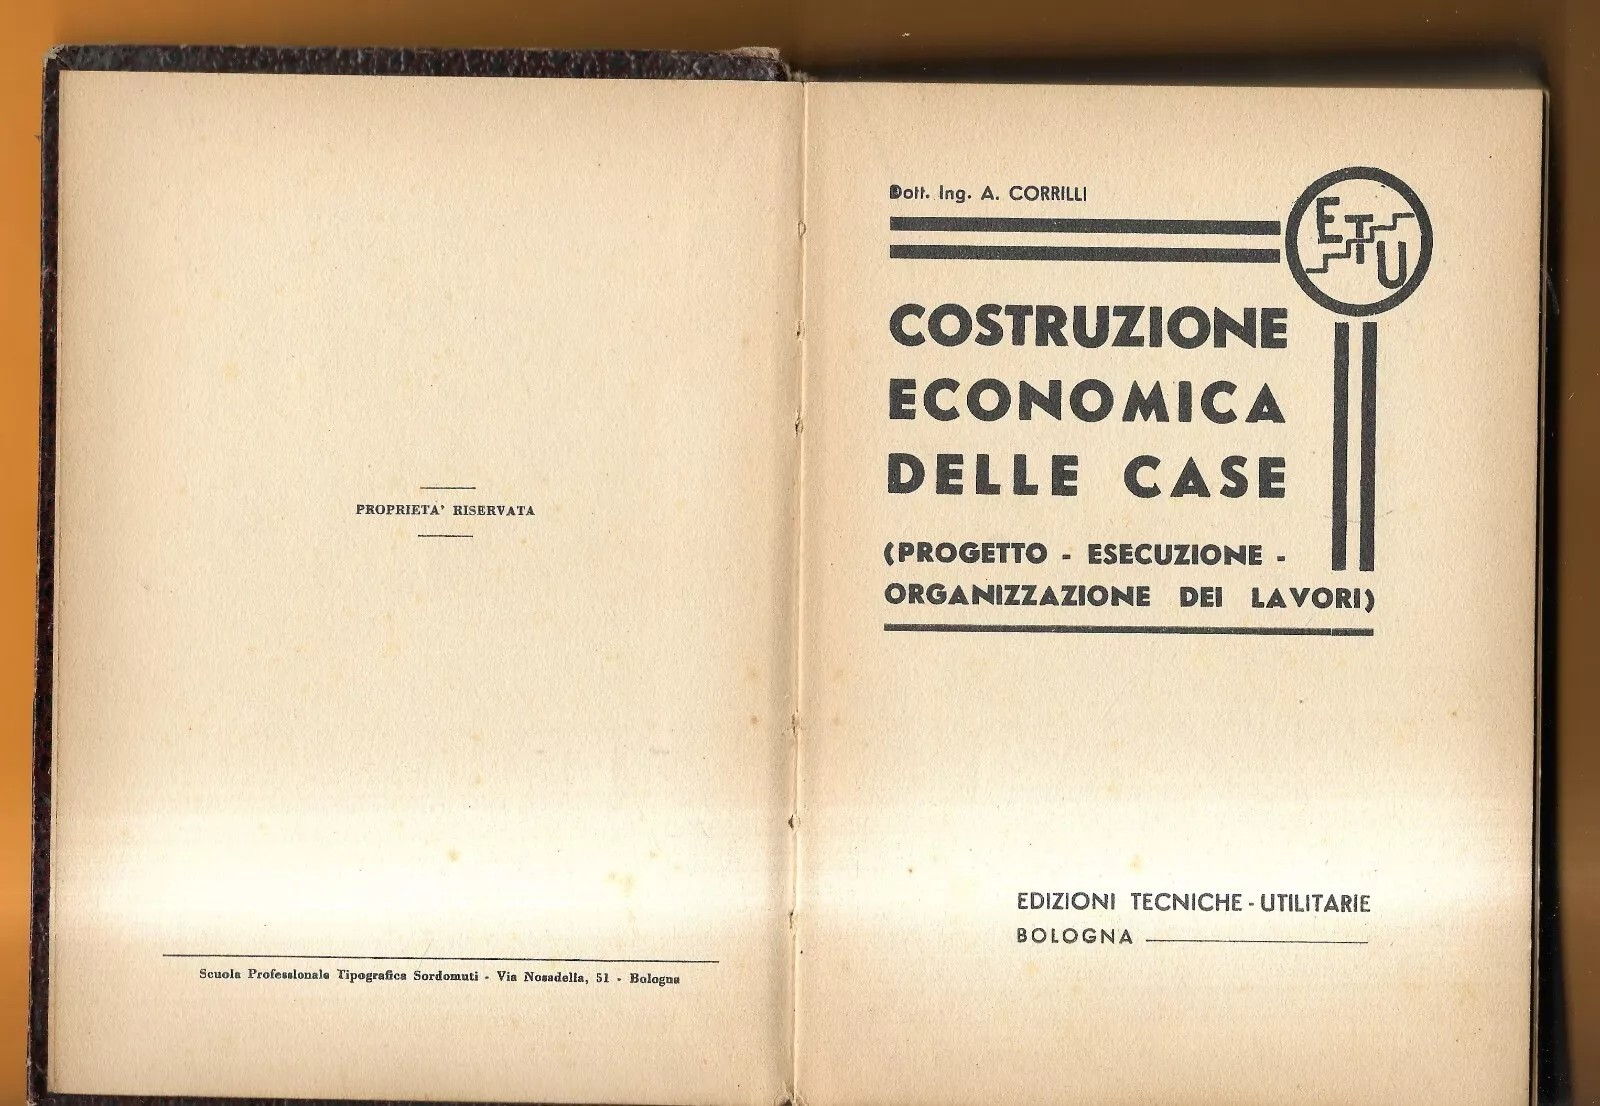 PROPRIETA' RISERVATA
Scuola Professionale Tipografica Sordomuti - Via Nosadella, 51 - Bologna
Dott. Ing. A. CORRILLI
ETU
COSTRUZIONE
ECONOMICA
DELLE CASE
(PROGETTO - ESECUZIONE -
ORGANIZZAZIONE DEI LAVORI)
EDIZIONI TECNICHE-UTILITARIE
BOLOGNA